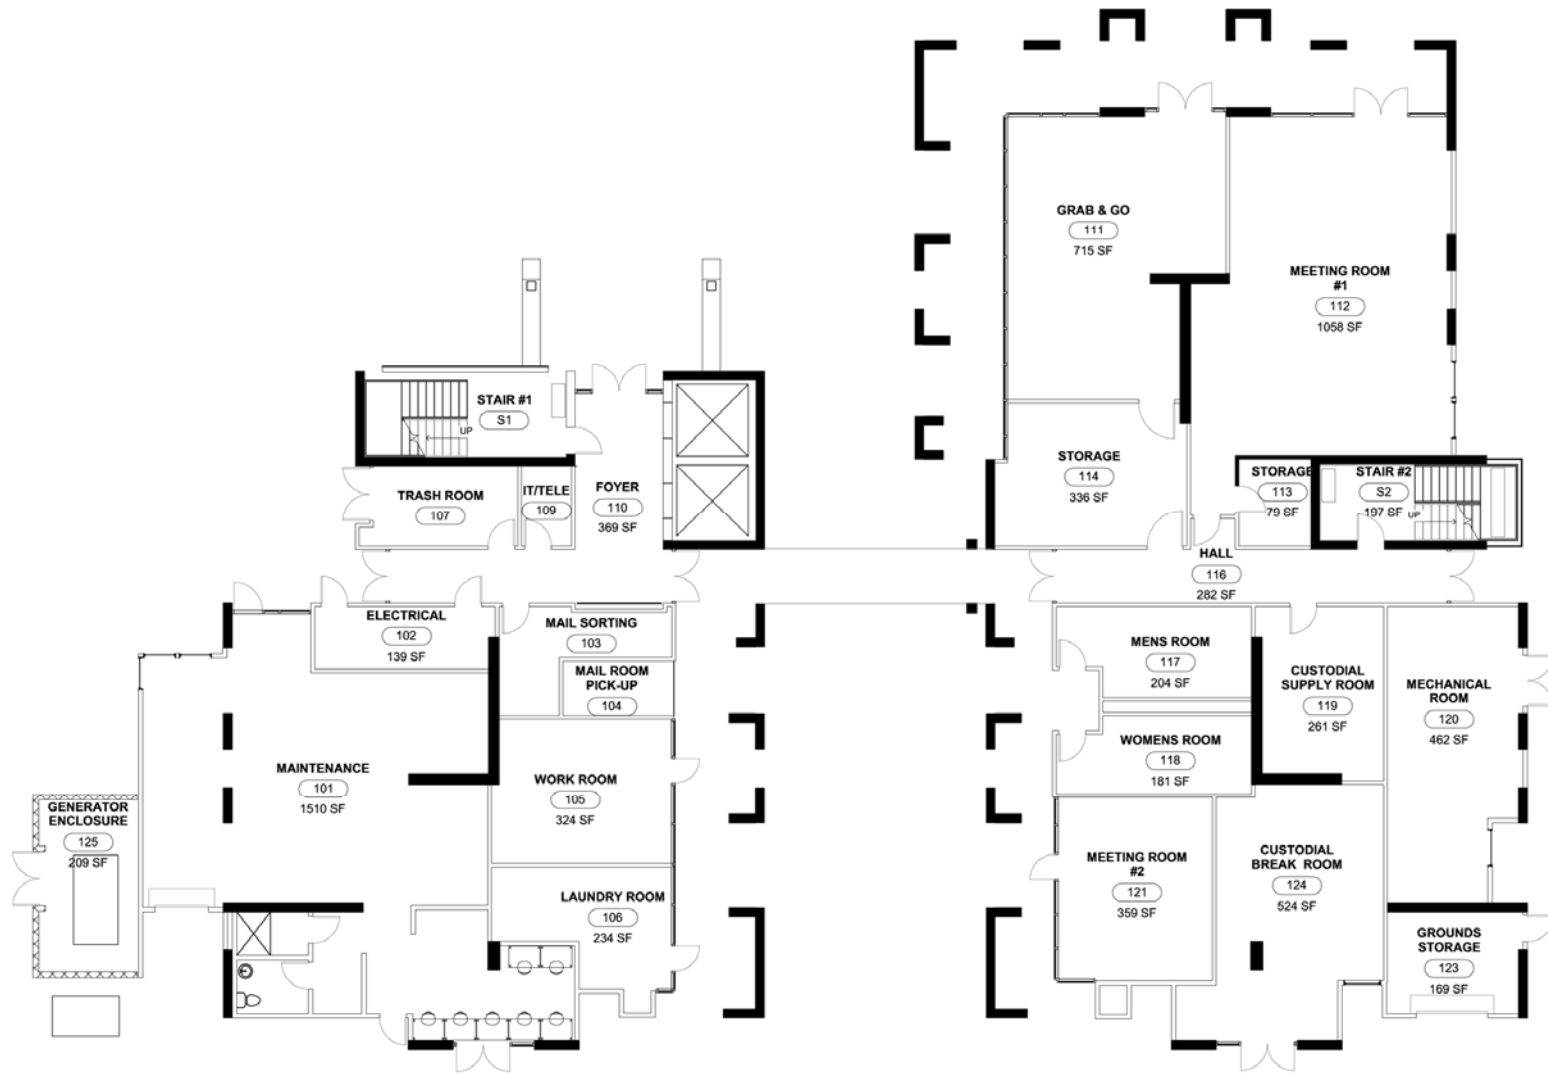 GRAB & GO
111
715 SF
MEETING ROOM
#1
112
1058 SF
STAIR #1
S1
UP
STORAGE
114
336 SF
STORAGE
113
79 SF
STAIR #2
S2
197 SF
UP
TRASH ROOM
107
IT/TELE
109
FOYER
110
369 SF
HALL
116
282 SF
ELECTRICAL
102
139 SF
MAIL SORTING
103
MAIL ROOM
PICK-UP
104
MENS ROOM
117
204 SF
CUSTODIAL
SUPPLY ROOM
119
261 SF
MECHANICAL
ROOM
120
462 SF
WOMENS ROOM
118
181 SF
MAINTENANCE
101
1510 SF
WORK ROOM
105
324 SF
GENERATOR
ENCLOSURE
125
209 SF
LAUNDRY ROOM
106
234 SF
MEETING ROOM
#2
121
359 SF
CUSTODIAL
BREAK ROOM
124
524 SF
GROUNDS
STORAGE
123
169 SF